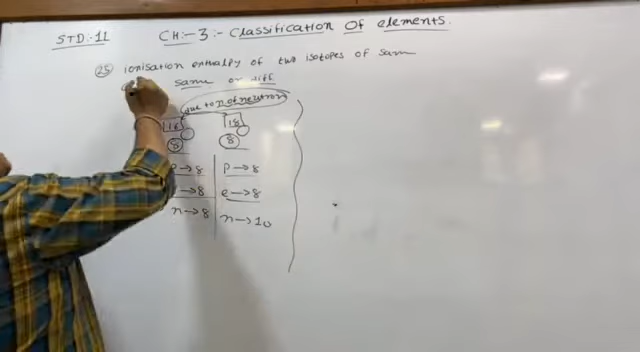 STD:-11 CH:-3:- Classification Of elements.
25 ionisation enthalpy of two isotopes of sam
same or diff
due to n of neutron
16 18
8 8
P→8 P→8
→8 e→8
n→8 n→10